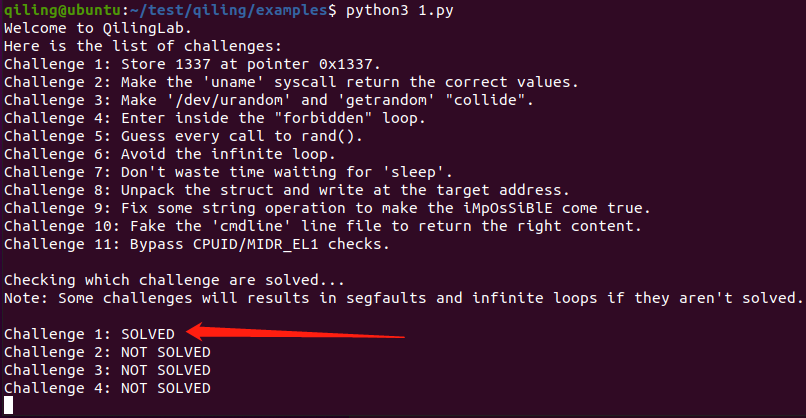 qiling@ubuntu:~/test/qiling/examples$ python3 1.py
Welcome to QilingLab.
Here is the list of challenges:
Challenge 1: Store 1337 at pointer 0x1337.
Challenge 2: Make the 'uname' syscall return the correct values.
Challenge 3: Make '/dev/urandom' and 'getrandom' "collide".
Challenge 4: Enter inside the "forbidden" loop.
Challenge 5: Guess every call to rand().
Challenge 6: Avoid the infinite loop.
Challenge 7: Don't waste time waiting for 'sleep'.
Challenge 8: Unpack the struct and write at the target address.
Challenge 9: Fix some string operation to make the iMpOsSiBlE come true.
Challenge 10: Fake the 'cmdline' line file to return the right content.
Challenge 11: Bypass CPUID/MIDR_EL1 checks.
Checking which challenge are solved...
Note: Some challenges will results in segfaults and infinite loops if they aren't solved.
Challenge 1: SOLVED
Challenge 2: NOT SOLVED
Challenge 3: NOT SOLVED
Challenge 4: NOT SOLVED